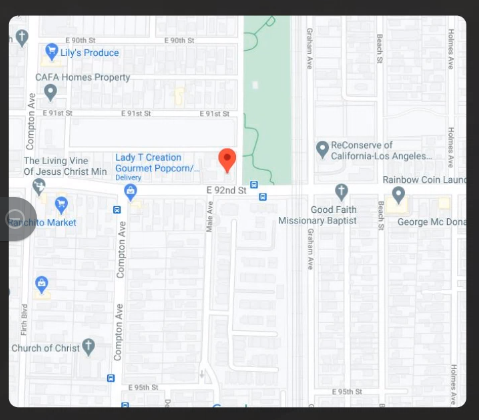 E 90th St
E 90th St
Lily's Produce
CAFA Homes Property
Compton Ave
Graham Ave
Beach St
Holmes Ave
E 91st St
E 91st St
E 91st St
Holmes Ave
The Living Vine
Of Jesus Christ Min
Lady T Creation
Gourmet Popcorn/...
Delivery
ReConserve of
California-Los Angeles...
E 92nd St
Rainbow Coin Laund
Maie Ave
Good Faith
Missionary Baptist
Beach St
George Mc Dona
anchito Market
Compton Ave
Graham Ave
Firth Blvd
Compton Ave
Church of Christ
E 95th St
E 95th St
Holmes Ave